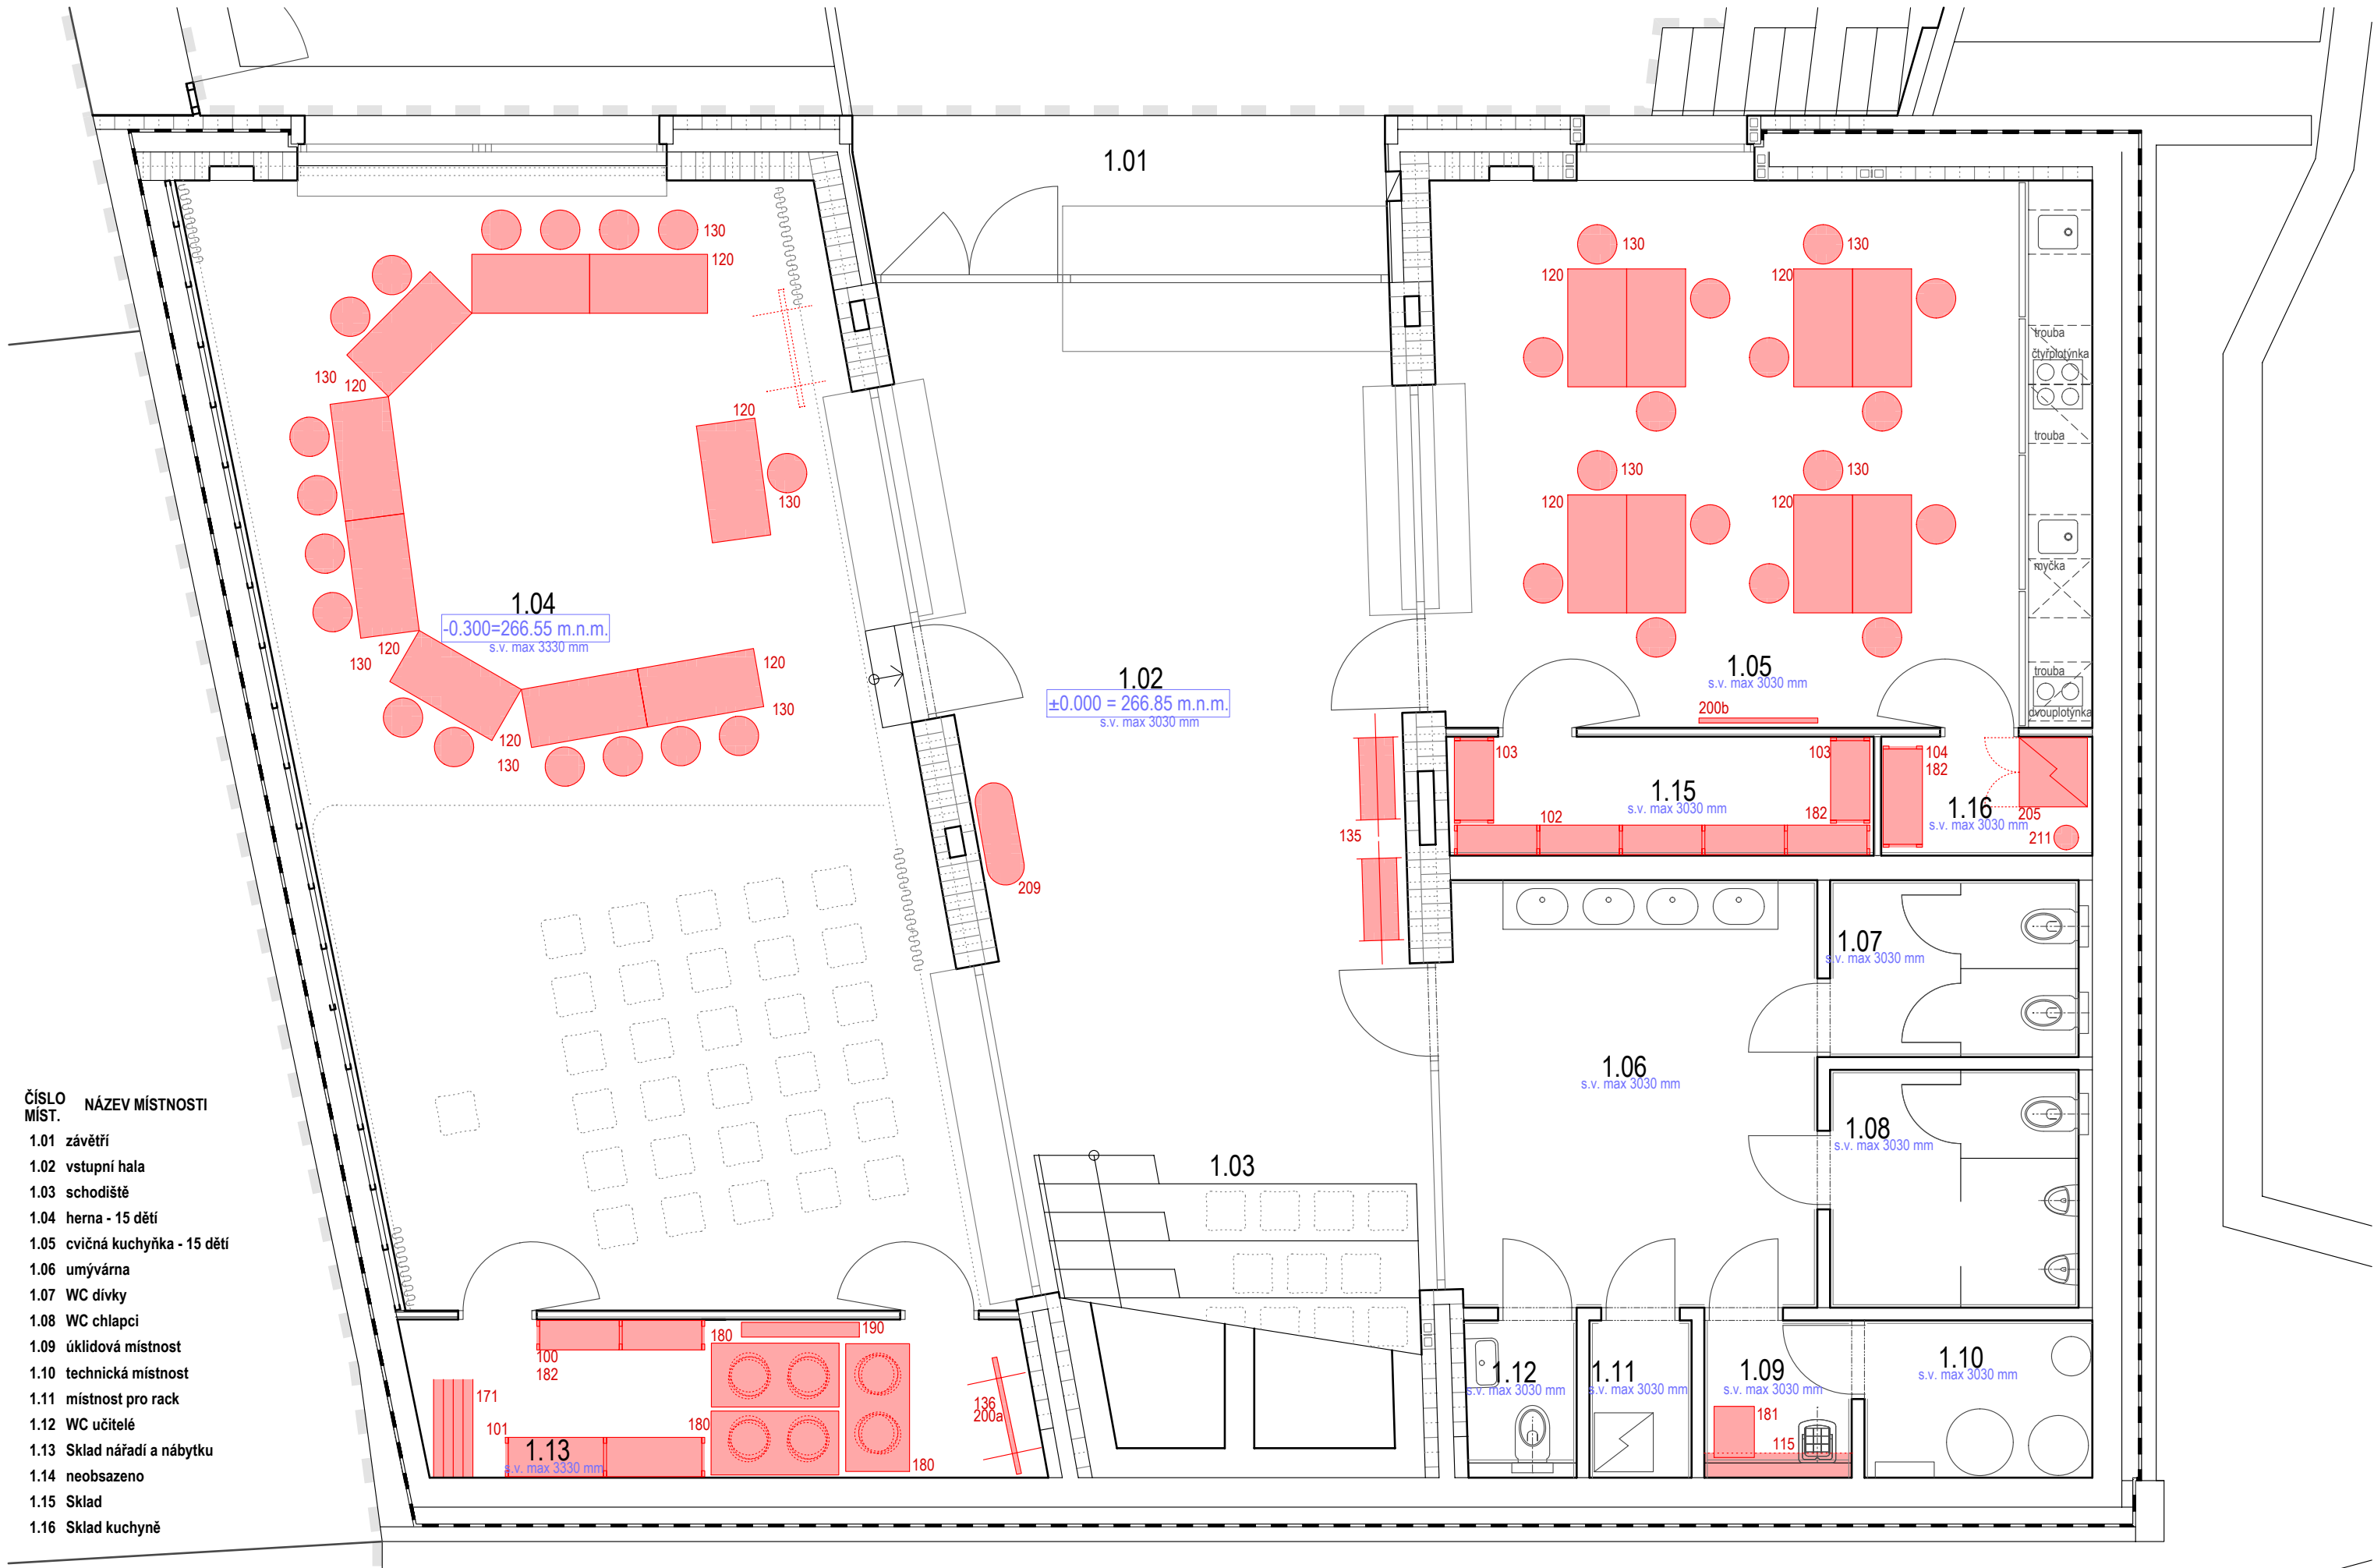 1.01
130
120
130
130
120
120
trouba
čtyřplotýnka
trouba
130
120
120
130
130
130
120
120
myčka
1.04
-0.300=266.55 m.n.m.
s.v. max 3330 mm
120
130
120
130
120
130
1.02
±0.000 = 266.85 m.n.m.
s.v. max 3030 mm
1.05
s.v. max 3030 mm
trouba
dvouplotýnka
200b
103
103
104
182
1.15
s.v. max 3030 mm
102
182
1.16
s.v. max 3030 mm
205
211
135
209
1.07
s.v. max 3030 mm
1.06
s.v. max 3030 mm
1.08
s.v. max 3030 mm
1.03
ČÍSLO MÍST. NÁZEV MÍSTNOSTI
1.01 závětří
1.02 vstupní hala
1.03 schodiště
1.04 herna - 15 dětí
1.05 cvičná kuchyňka - 15 dětí
1.06 umývárna
1.07 WC dívky
1.08 WC chlapci
1.09 úklidová místnost
1.10 technická místnost
1.11 místnost pro rack
1.12 WC učitelé
1.13 Sklad nářadí a nábytku
1.14 neobsazeno
1.15 Sklad
1.16 Sklad kuchyně
100
182
180
190
171
101
180
1.13
s.v. max 3330 mm
180
136
200a
1.12
s.v. max 3030 mm
1.11
s.v. max 3030 mm
1.09
s.v. max 3030 mm
181
115
1.10
s.v. max 3030 mm